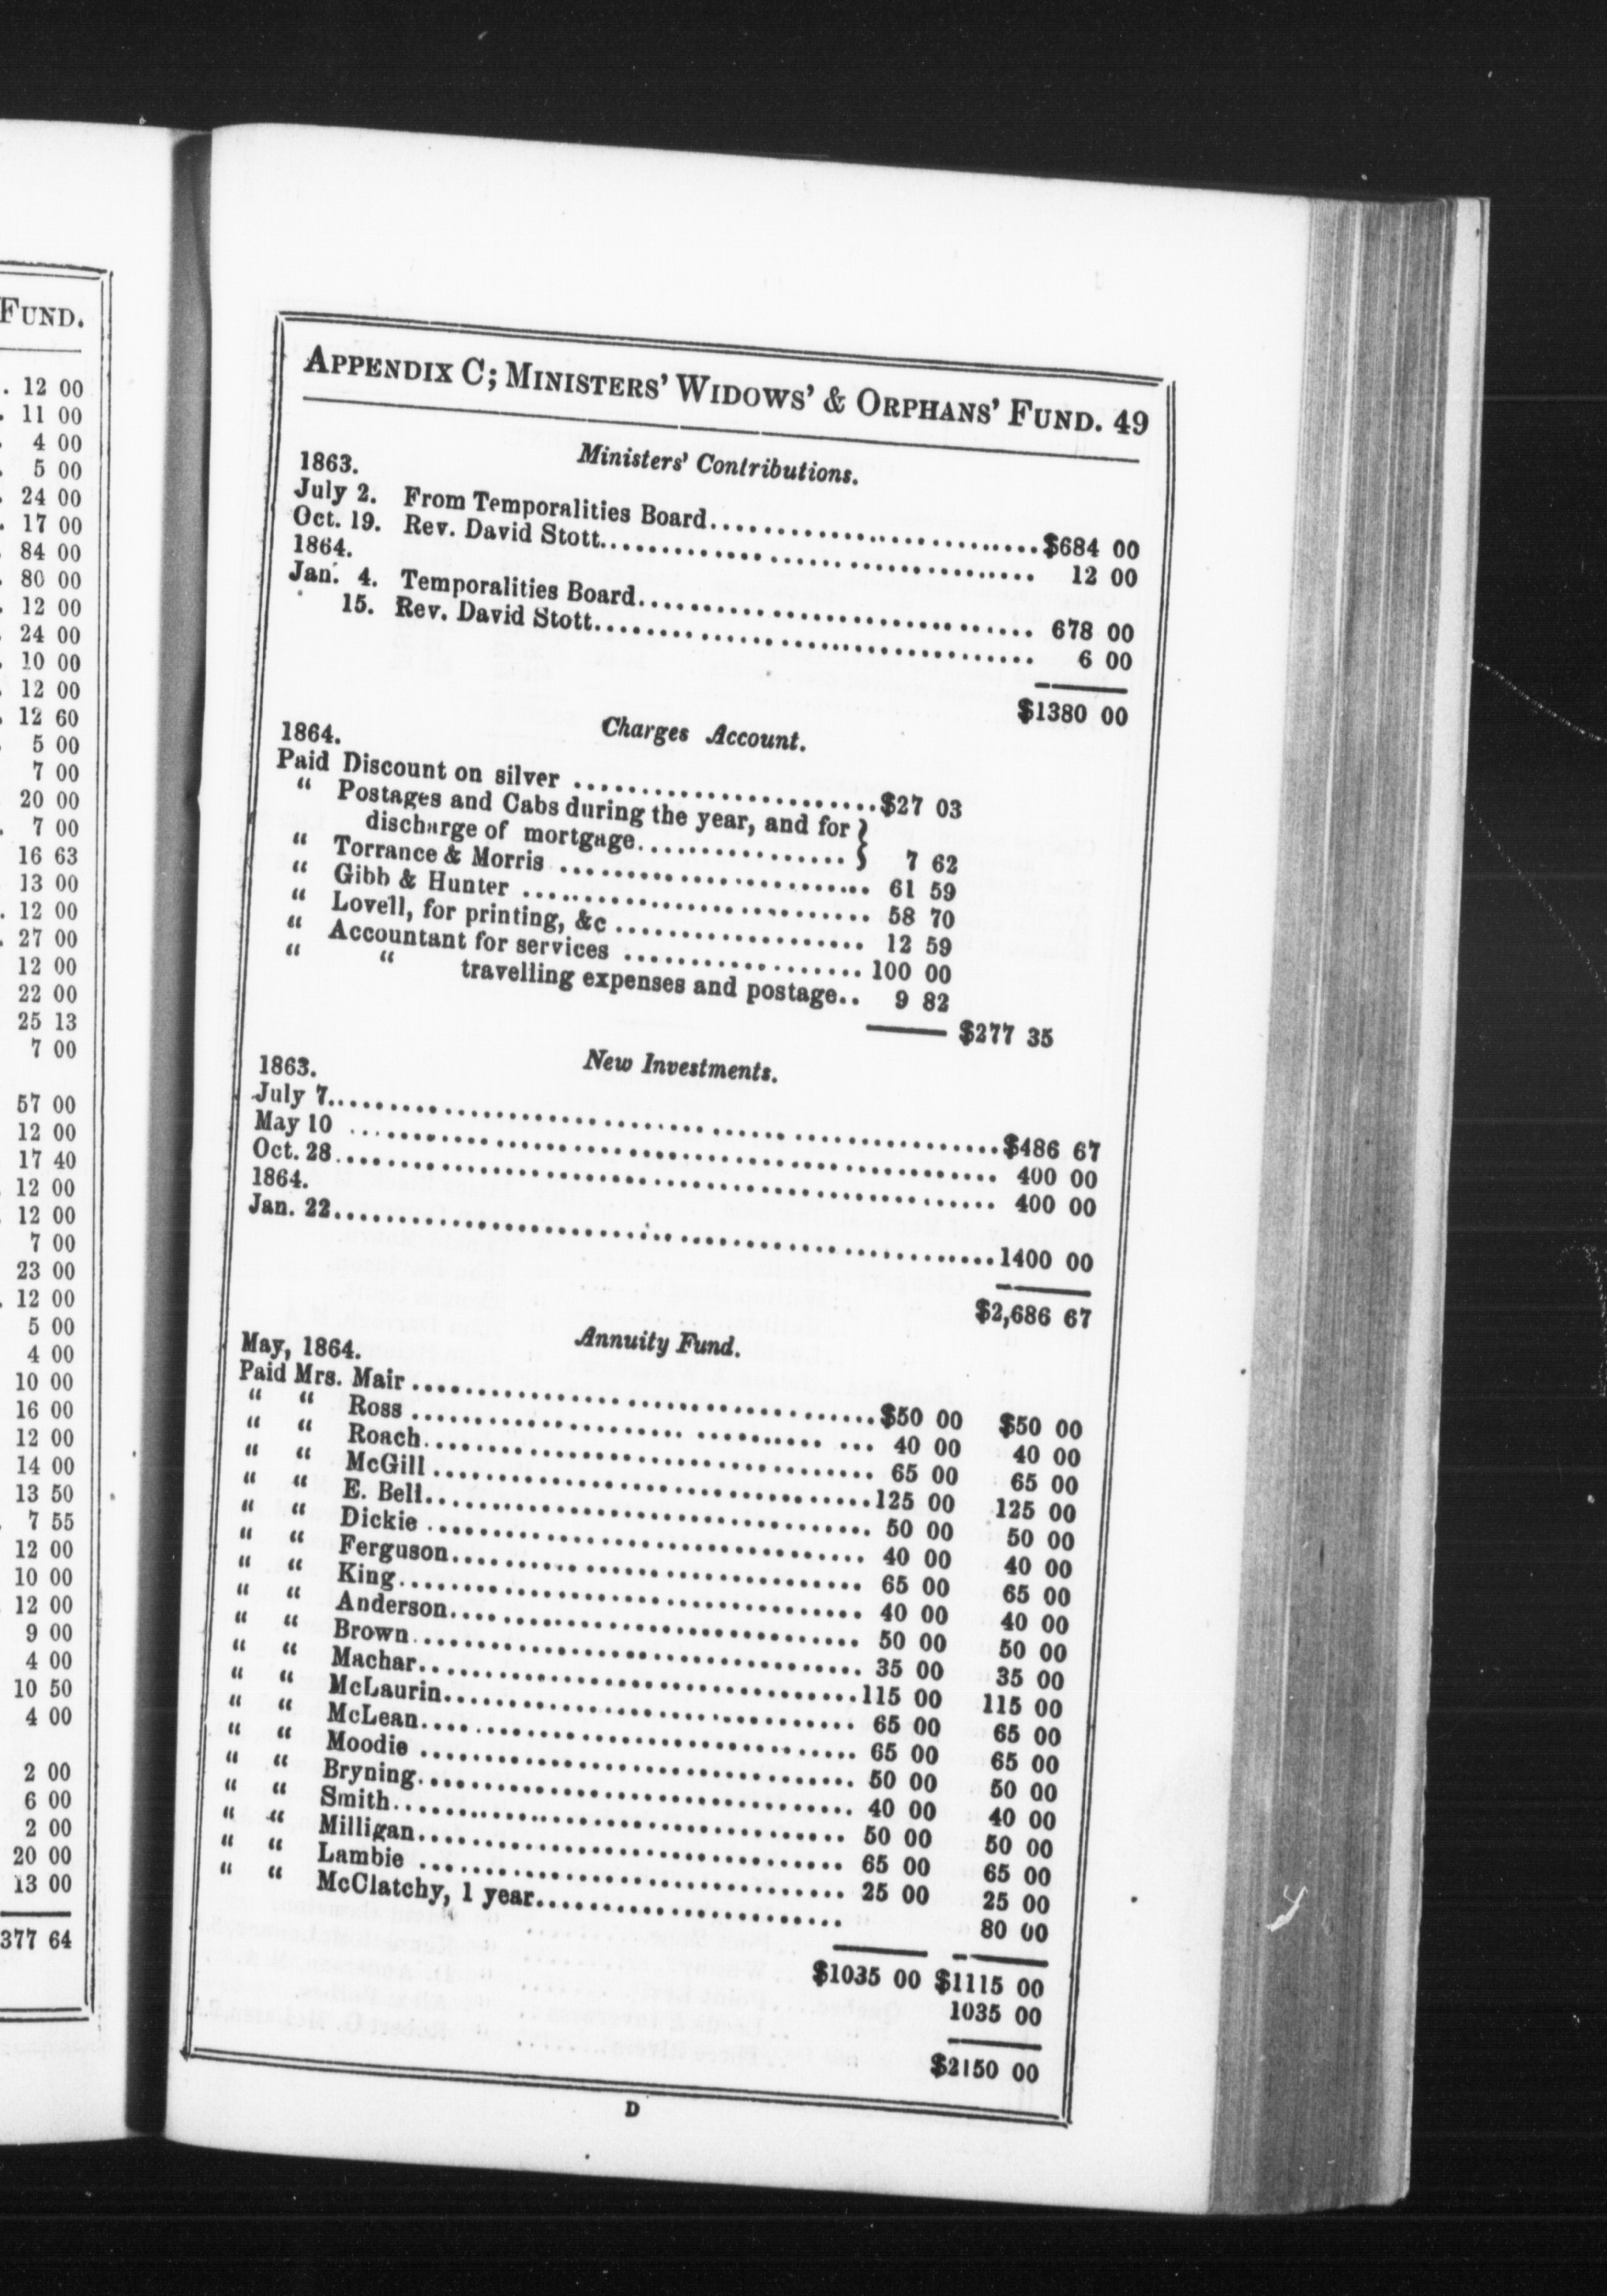 FUND.
. 12 00
. 11 00
. 4 00
. 5 00
. 24 00
. 17 00
. 84 00
. 80 00
. 12 00
. 24 00
. 10 00
. 12 00
. 12 60
. 5 00
7 00
20 00
. 7 00
16 63
13 00
. 12 00
. 27 00
12 00
22 00
25 13
7 00
57 00
12 00
17 40
12 00
12 00
7 00
23 00
. 12 00
5 00
4 00
10 00
16 00
12 00
14 00
13 50
7 55
12 00
10 00
12 00
9 00
4 00
10 50
4 00
2 00
6 00
2 00
20 00
13 00
377 64
APPENDIX C; MINISTERS' WIDOWS' & ORPHANS' FUND. 49
Ministers' Contributions.
1863.
July 2. From Temporalities Board.......... $684 00
Oct. 19. Rev. David Stott.......... 12 00
1864.
Jan. 4. Temporalities Board.......... 678 00
15. Rev. David Stott.......... 6 00
$1380 00
Charges Account.
1864.
Paid Discount on silver .......... $27 03
“ Postages and Cabs during the year, and for }
discharge of mortgage.......... } 7 62
“ Torrance & Morris .......... 61 59
“ Gibb & Hunter .......... 58 70
“ Lovell, for printing, &c .......... 12 59
“ Accountant for services .......... 100 00
“ “ travelling expenses and postage.. 9 82
$277 35
New Investments.
1863.
July 7.......... $486 67
May 10 .......... 400 00
Oct. 28.......... 400 00
1864.
Jan. 22.......... 1400 00
$2,686 67
Annuity Fund.
May, 1864.
Paid Mrs. Mair .......... $50 00 $50 00
“ “ Ross .......... 40 00 40 00
“ “ Roach.......... 65 00 65 00
“ “ McGill .......... 125 00 125 00
“ “ E. Bell.......... 50 00 50 00
“ “ Dickie .......... 40 00 40 00
“ “ Ferguson.......... 65 00 65 00
“ “ King.......... 40 00 40 00
“ “ Anderson.......... 50 00 50 00
“ “ Brown.......... 35 00 35 00
“ “ Machar.......... 115 00 115 00
“ “ McLaurin.......... 65 00 65 00
“ “ McLean.......... 65 00 65 00
“ “ Moodie .......... 50 00 50 00
“ “ Bryning.......... 40 00 40 00
“ “ Smith.......... 50 00 50 00
“ “ Milligan.......... 65 00 65 00
“ “ Lambie .......... 25 00 25 00
“ “ McClatchy, 1 year.......... 80 00
$1035 00 $1115 00
1035 00
$2150 00
D